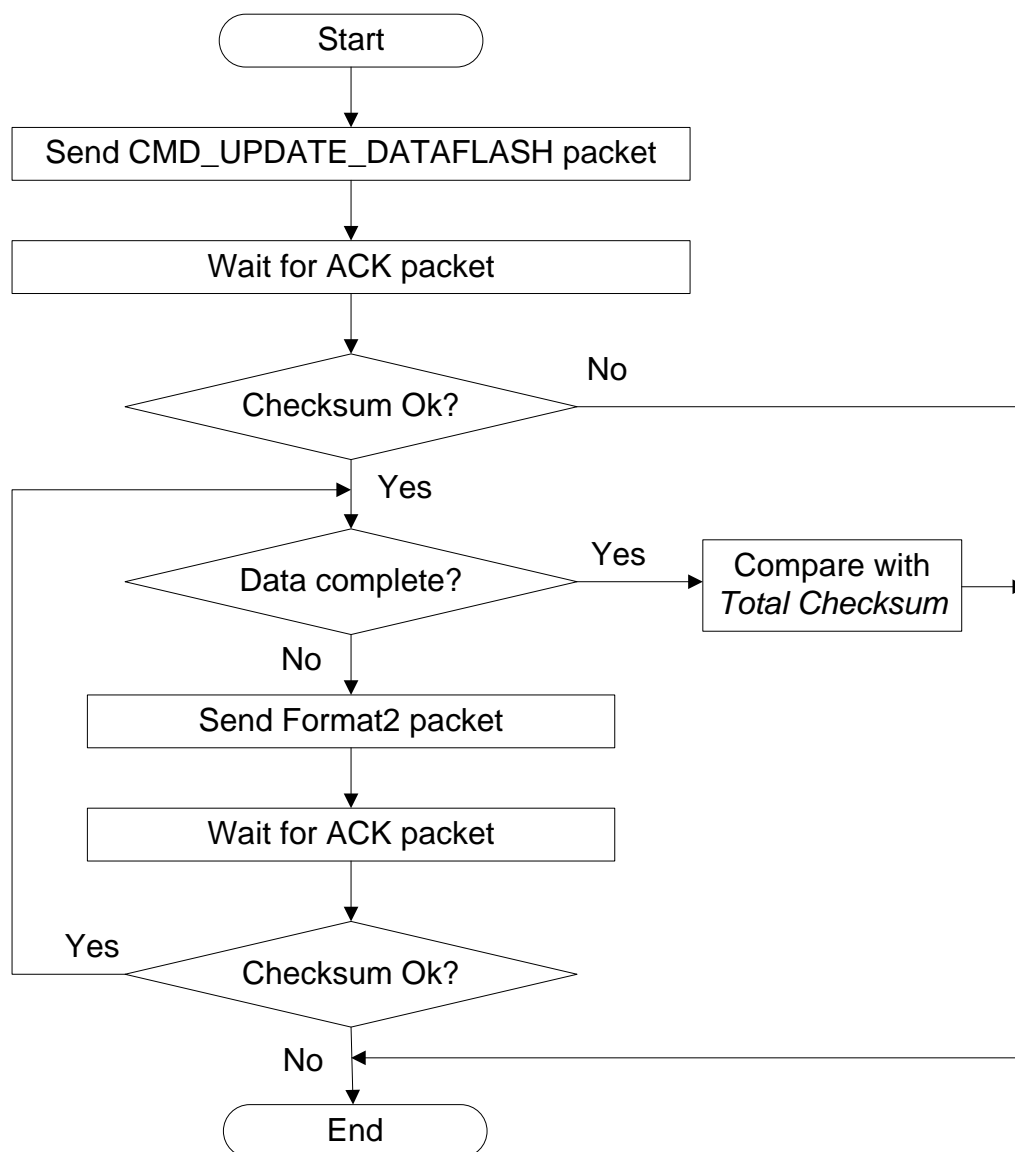 Start
Send CMD_UPDATE_DATAFLASH packet
Wait for ACK packet
No
Checksum Ok?
Yes
Yes
Data complete?
Compare with
Total Checksum
No
Send Format2 packet
Wait for ACK packet
Yes
Checksum Ok?
No
End